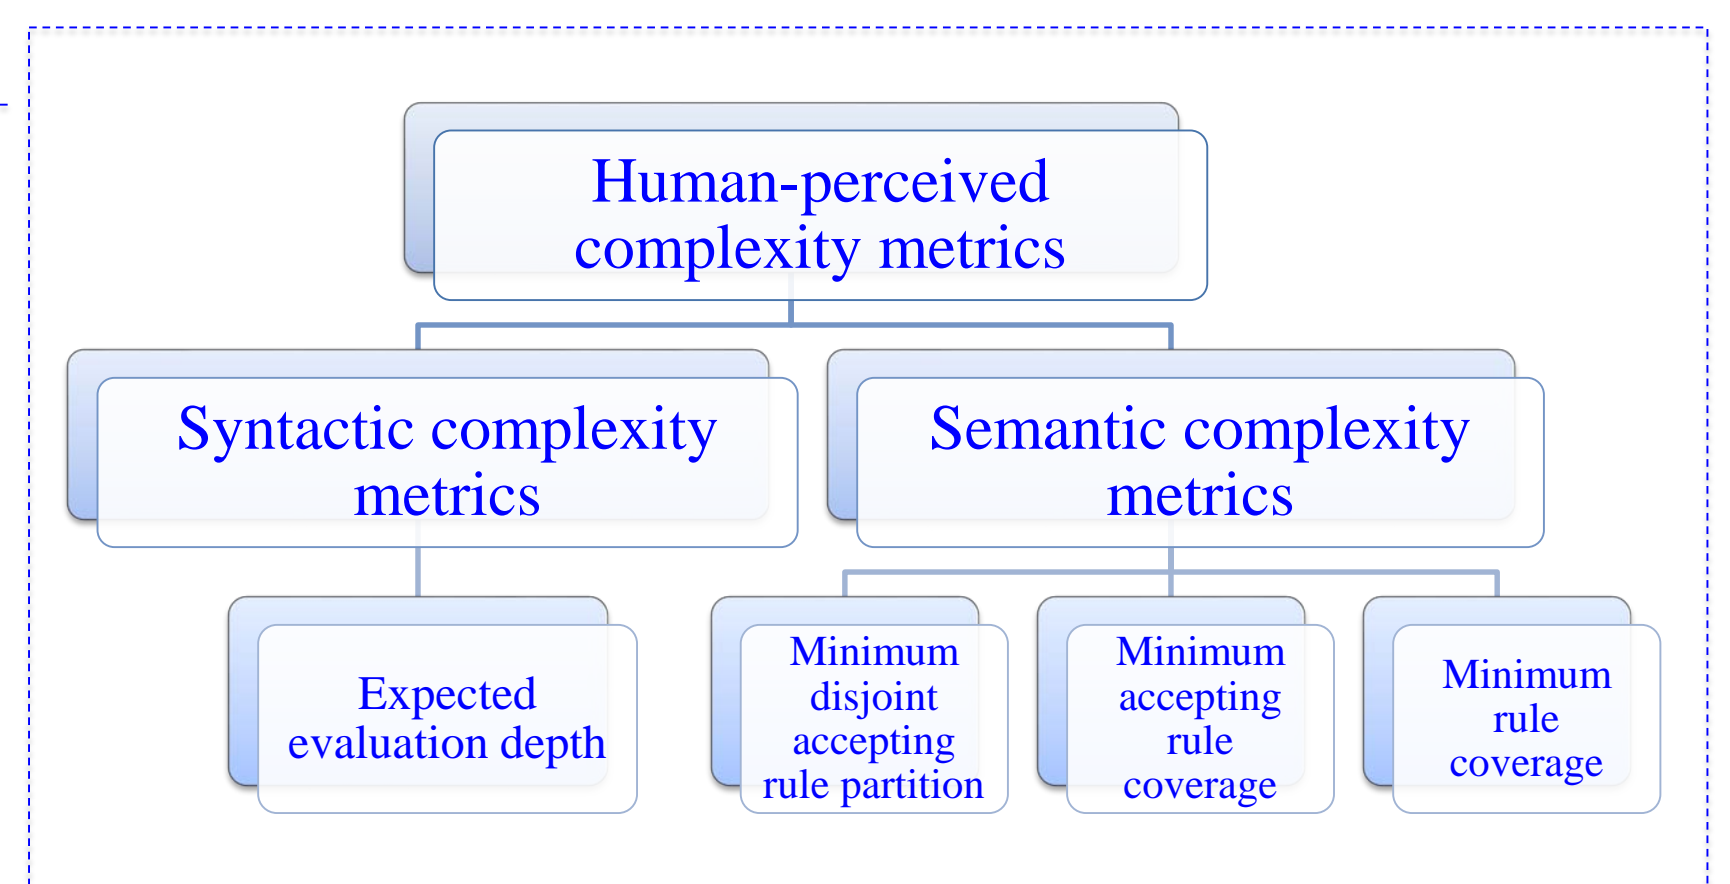 Human-perceived
complexity metrics
Syntactic complexity
metrics
Semantic complexity
metrics
Expected
evaluation depth
Minimum
disjoint
accepting
rule partition
Minimum
accepting
rule
coverage
Minimum
rule
coverage